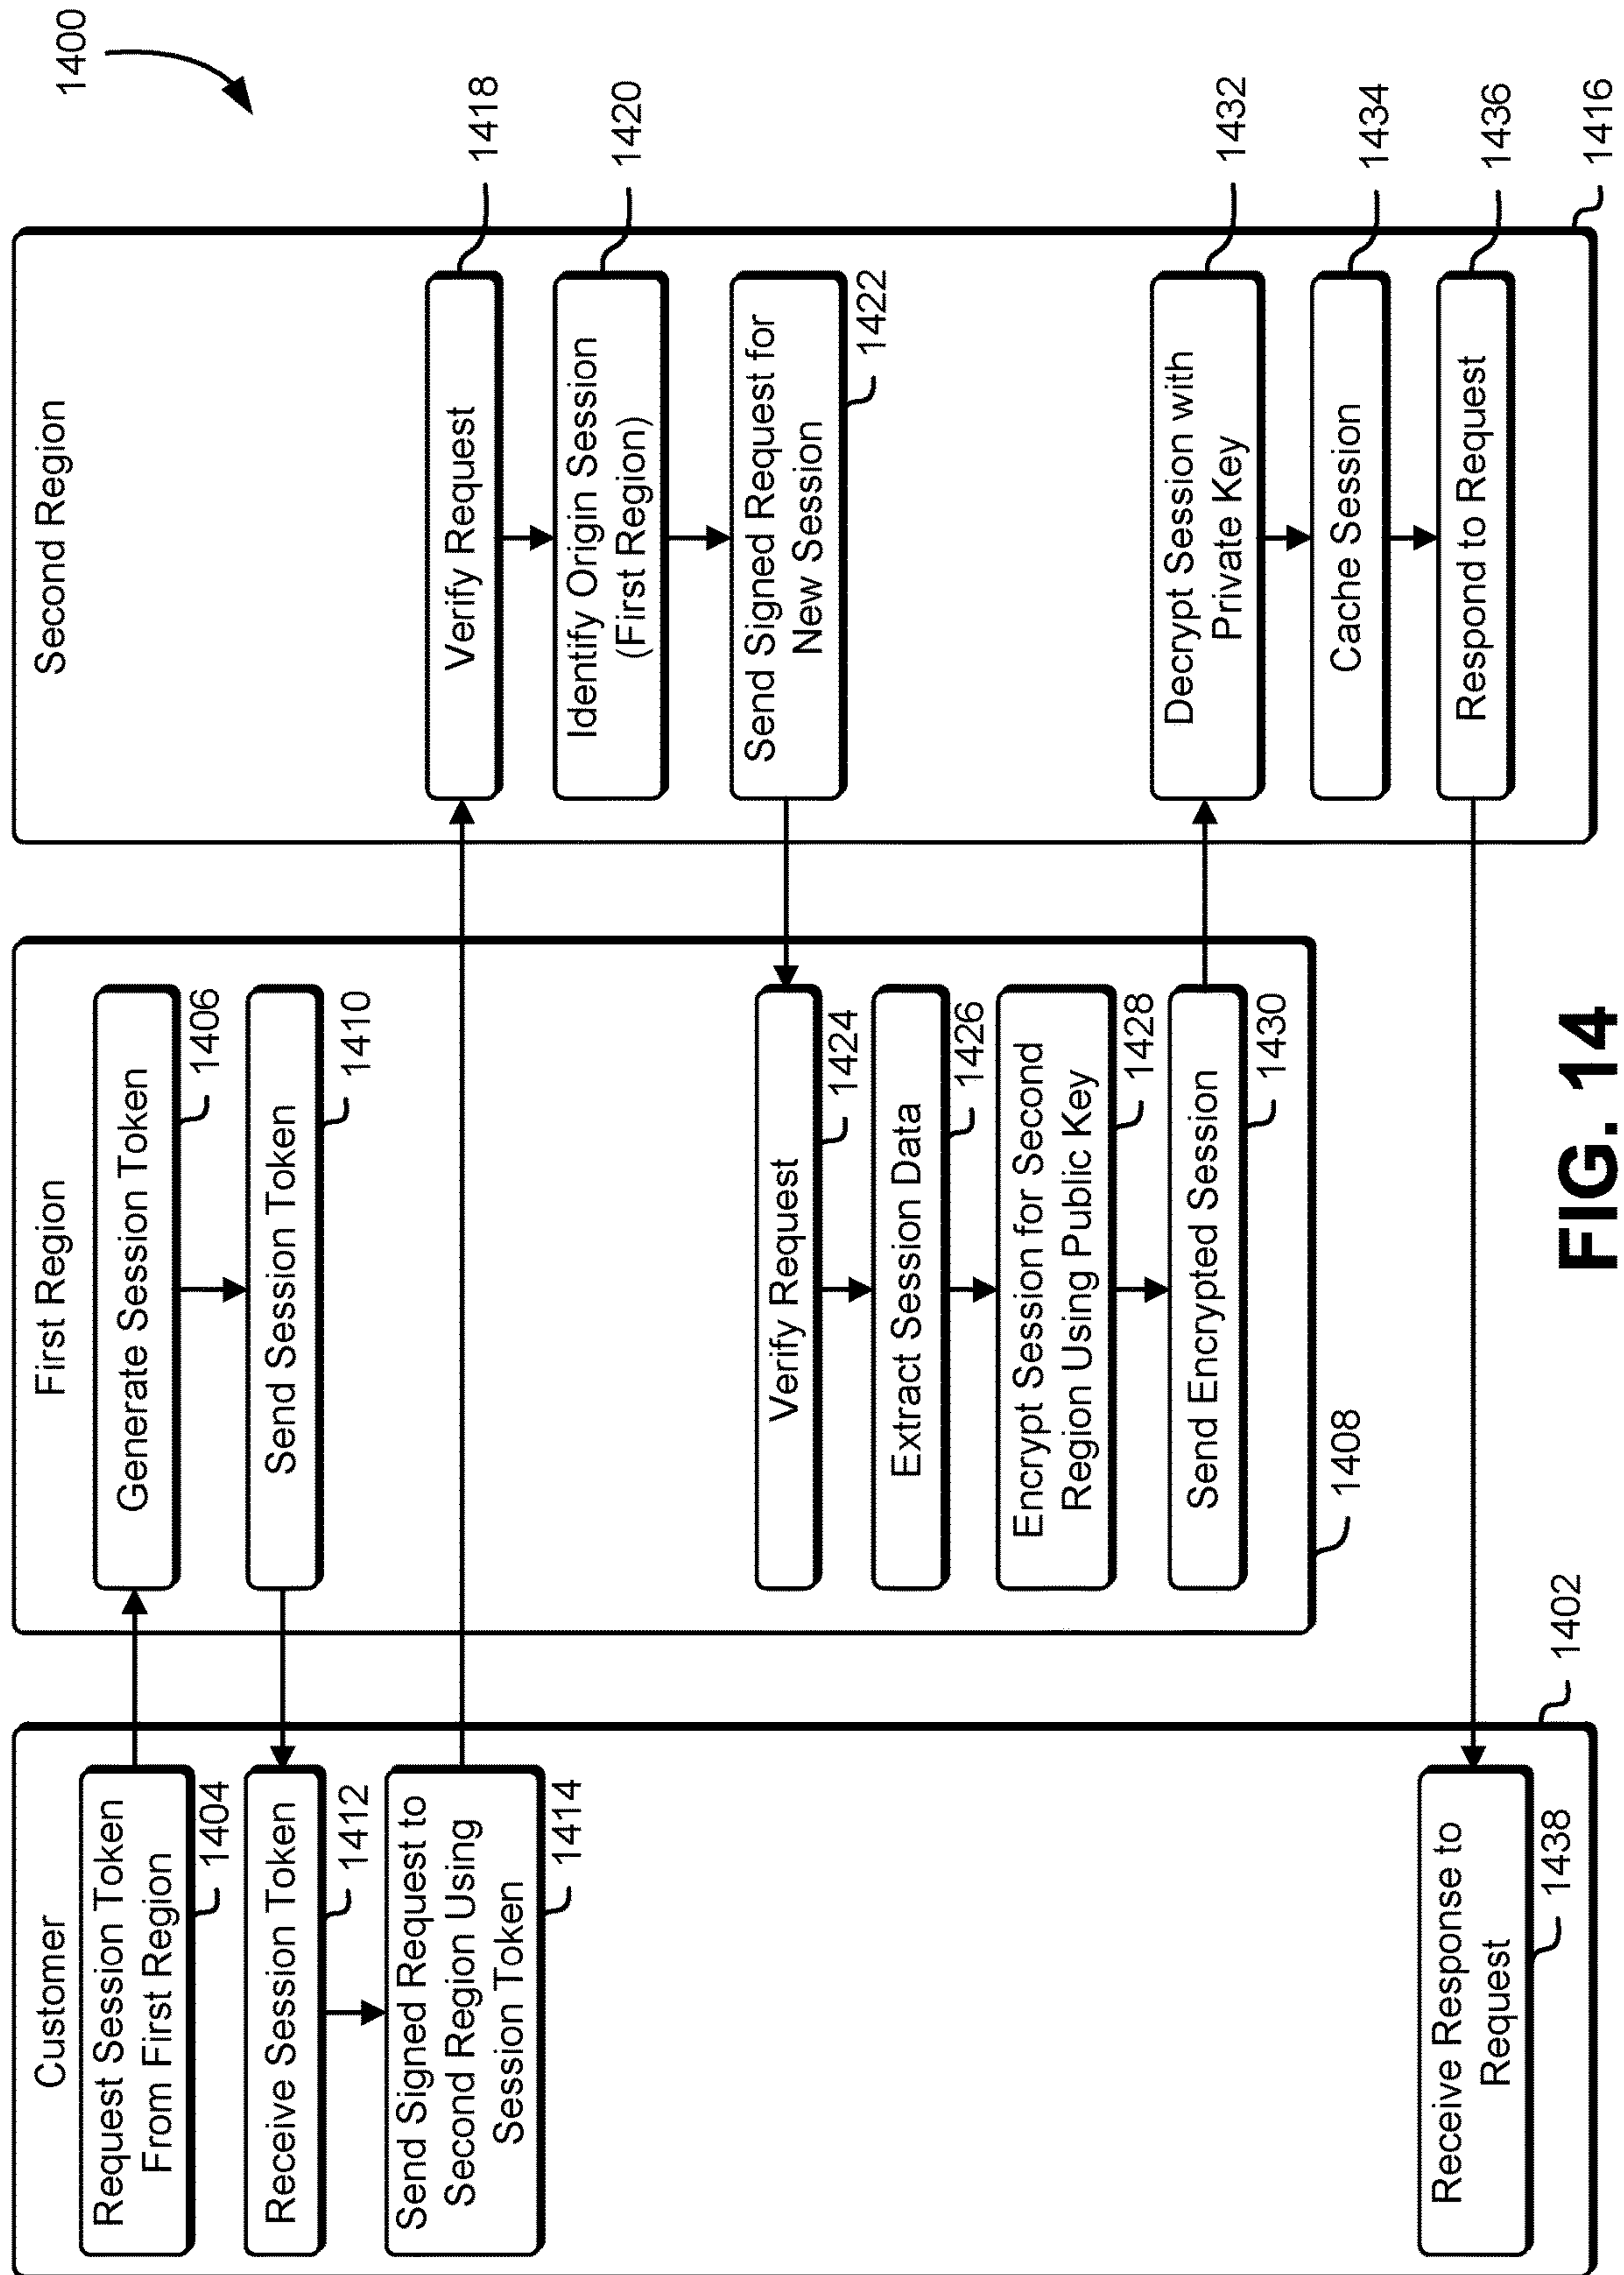 1400
Customer
Request Session Token
From First Region
1404
Receive Session Token
1412
Send Signed Request to
Second Region Using
Session Token
1414
Receive Response to
Request
1438
1402
First Region
Generate Session Token
1406
Send Session Token
1410
Verify Request
1424
Extract Session Data
1426
Encrypt Session for Second
Region Using Public Key
1428
Send Encrypted Session
1430
1408
Second Region
Verify Request
1418
Identify Origin Session
(First Region)
1420
Send Signed Request for
New Session
1422
Decrypt Session with
Private Key
1432
Cache Session
1434
Respond to Request
1436
1416
FIG. 14